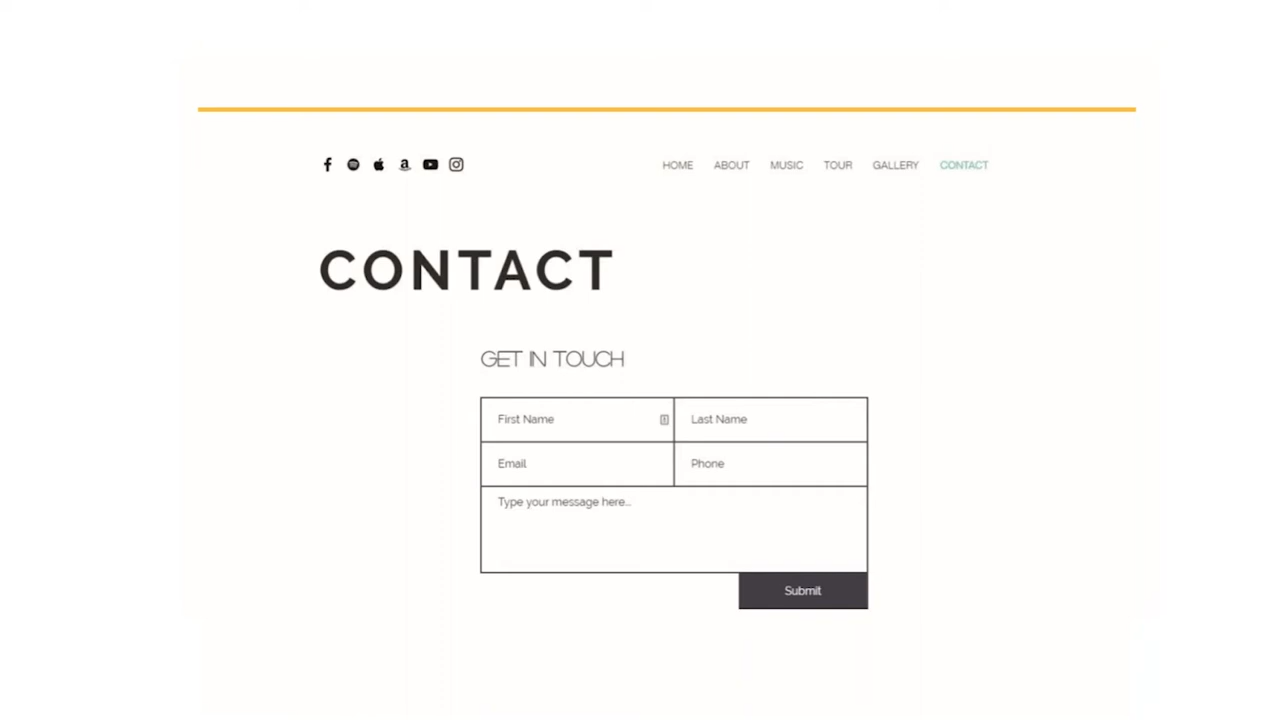 HOME ABOUT MUSIC TOUR GALLERY CONTACT
CONTACT
GET IN TOUCH
First Name Last Name
Email Phone
Type your message here...
Submit